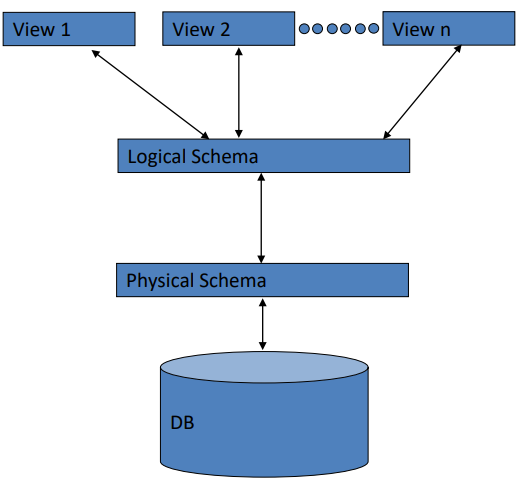 View 1
View 2
View n
Logical Schema
Physical Schema
DB